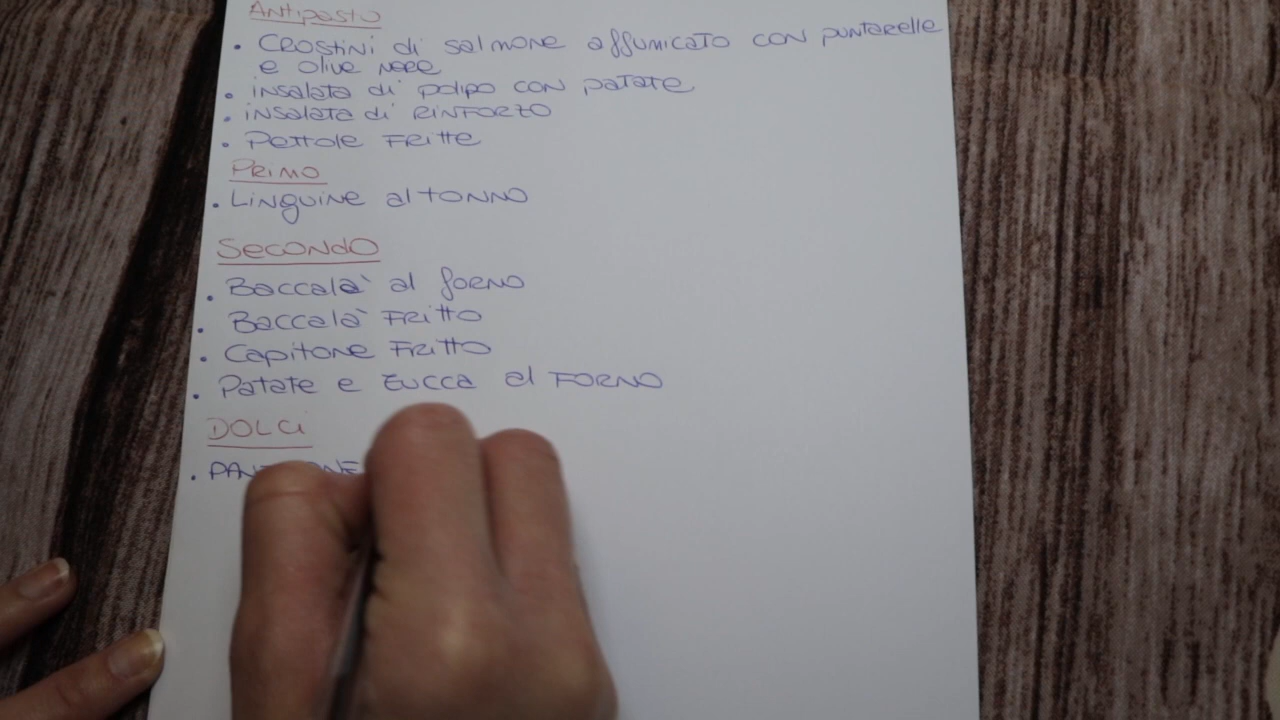 Antipasto
• Crostini di salmone affumicato con puntarelle
e olive nere
• insalata di polipo con patate
• insalata di RINFORZO
• Pettole Fritte
PRIMO
• Linguine al tonno
SECONDO
• Baccalà al forno
• Baccalà Fritto
• Capitone Fritto
• Patate e zucca al FORNO
DOLCI
•